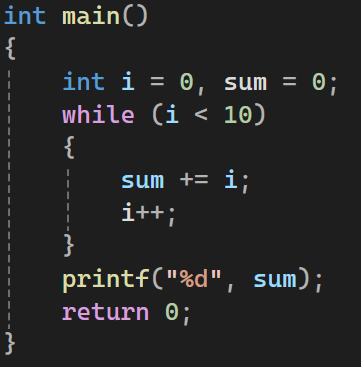 int main()
{
    int i = 0, sum = 0;
    while (i < 10)
    {
        sum += i;
        i++;
    }
    printf("%d", sum);
    return 0;
}